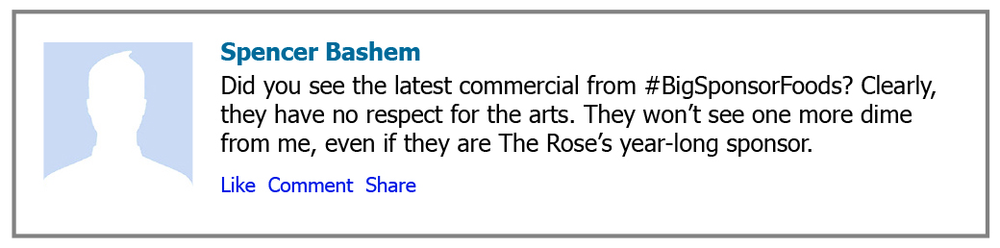 Spencer Bashem
Did you see the latest commercial from #BigSponsorFoods? Clearly,
they have no respect for the arts. They won’t see one more dime
from me, even if they are The Rose’s year-long sponsor.
Like Comment Share